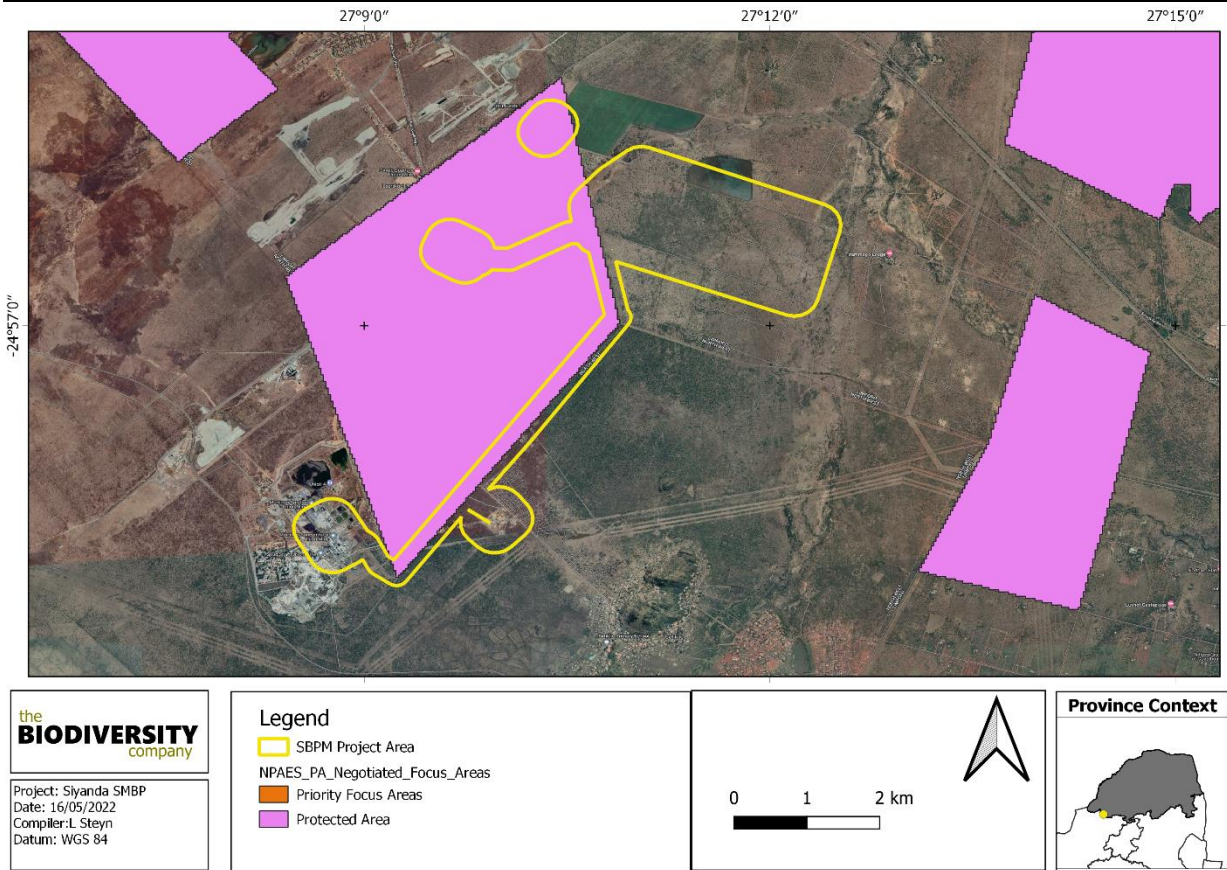 27°9'0"
27°12'0"
27°15'0"
-24°57'0"
the
BIODIVERSITY
company
Project: Siyanda SMBP
Date: 16/05/2022
Compiler:L Steyn
Datum: WGS 84
Legend
SBPM Project Area
NPAES_PA_Negotiated_Focus_Areas
Priority Focus Areas
Protected Area
0 1 2 km
Province Context